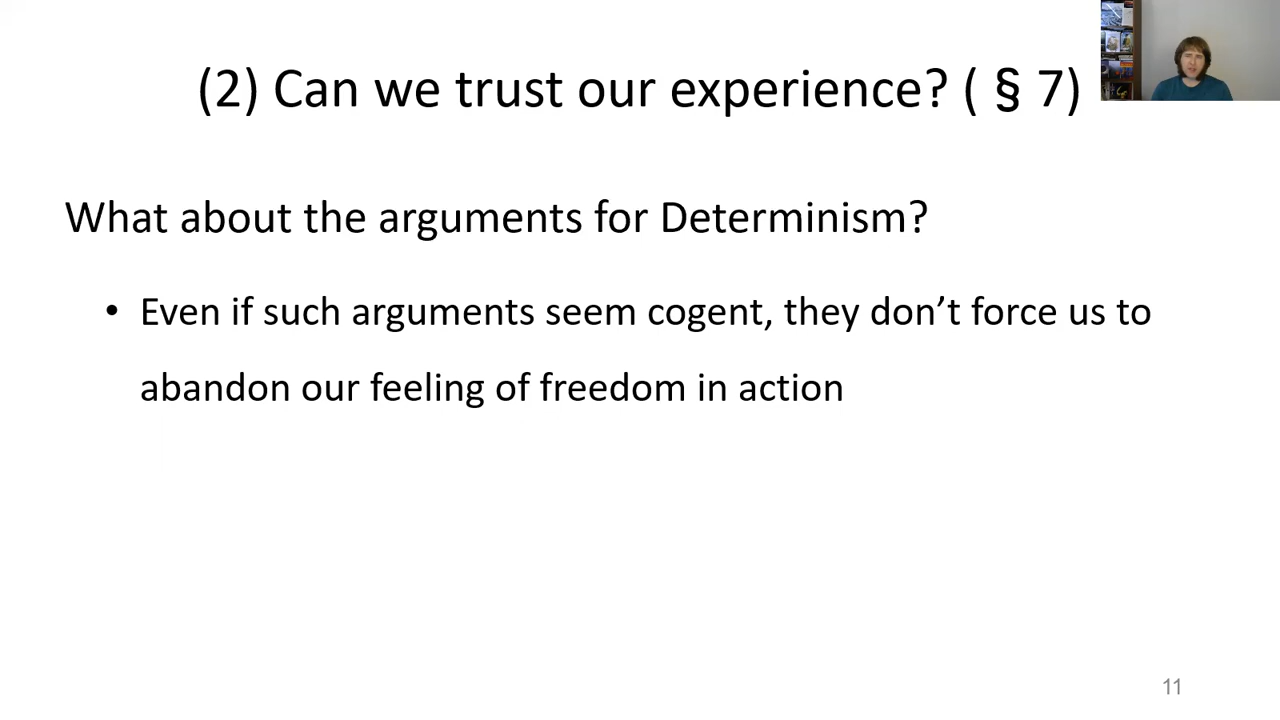 (2) Can we trust our experience? ( § 7)
What about the arguments for Determinism?
• Even if such arguments seem cogent, they don’t force us to
abandon our feeling of freedom in action
11